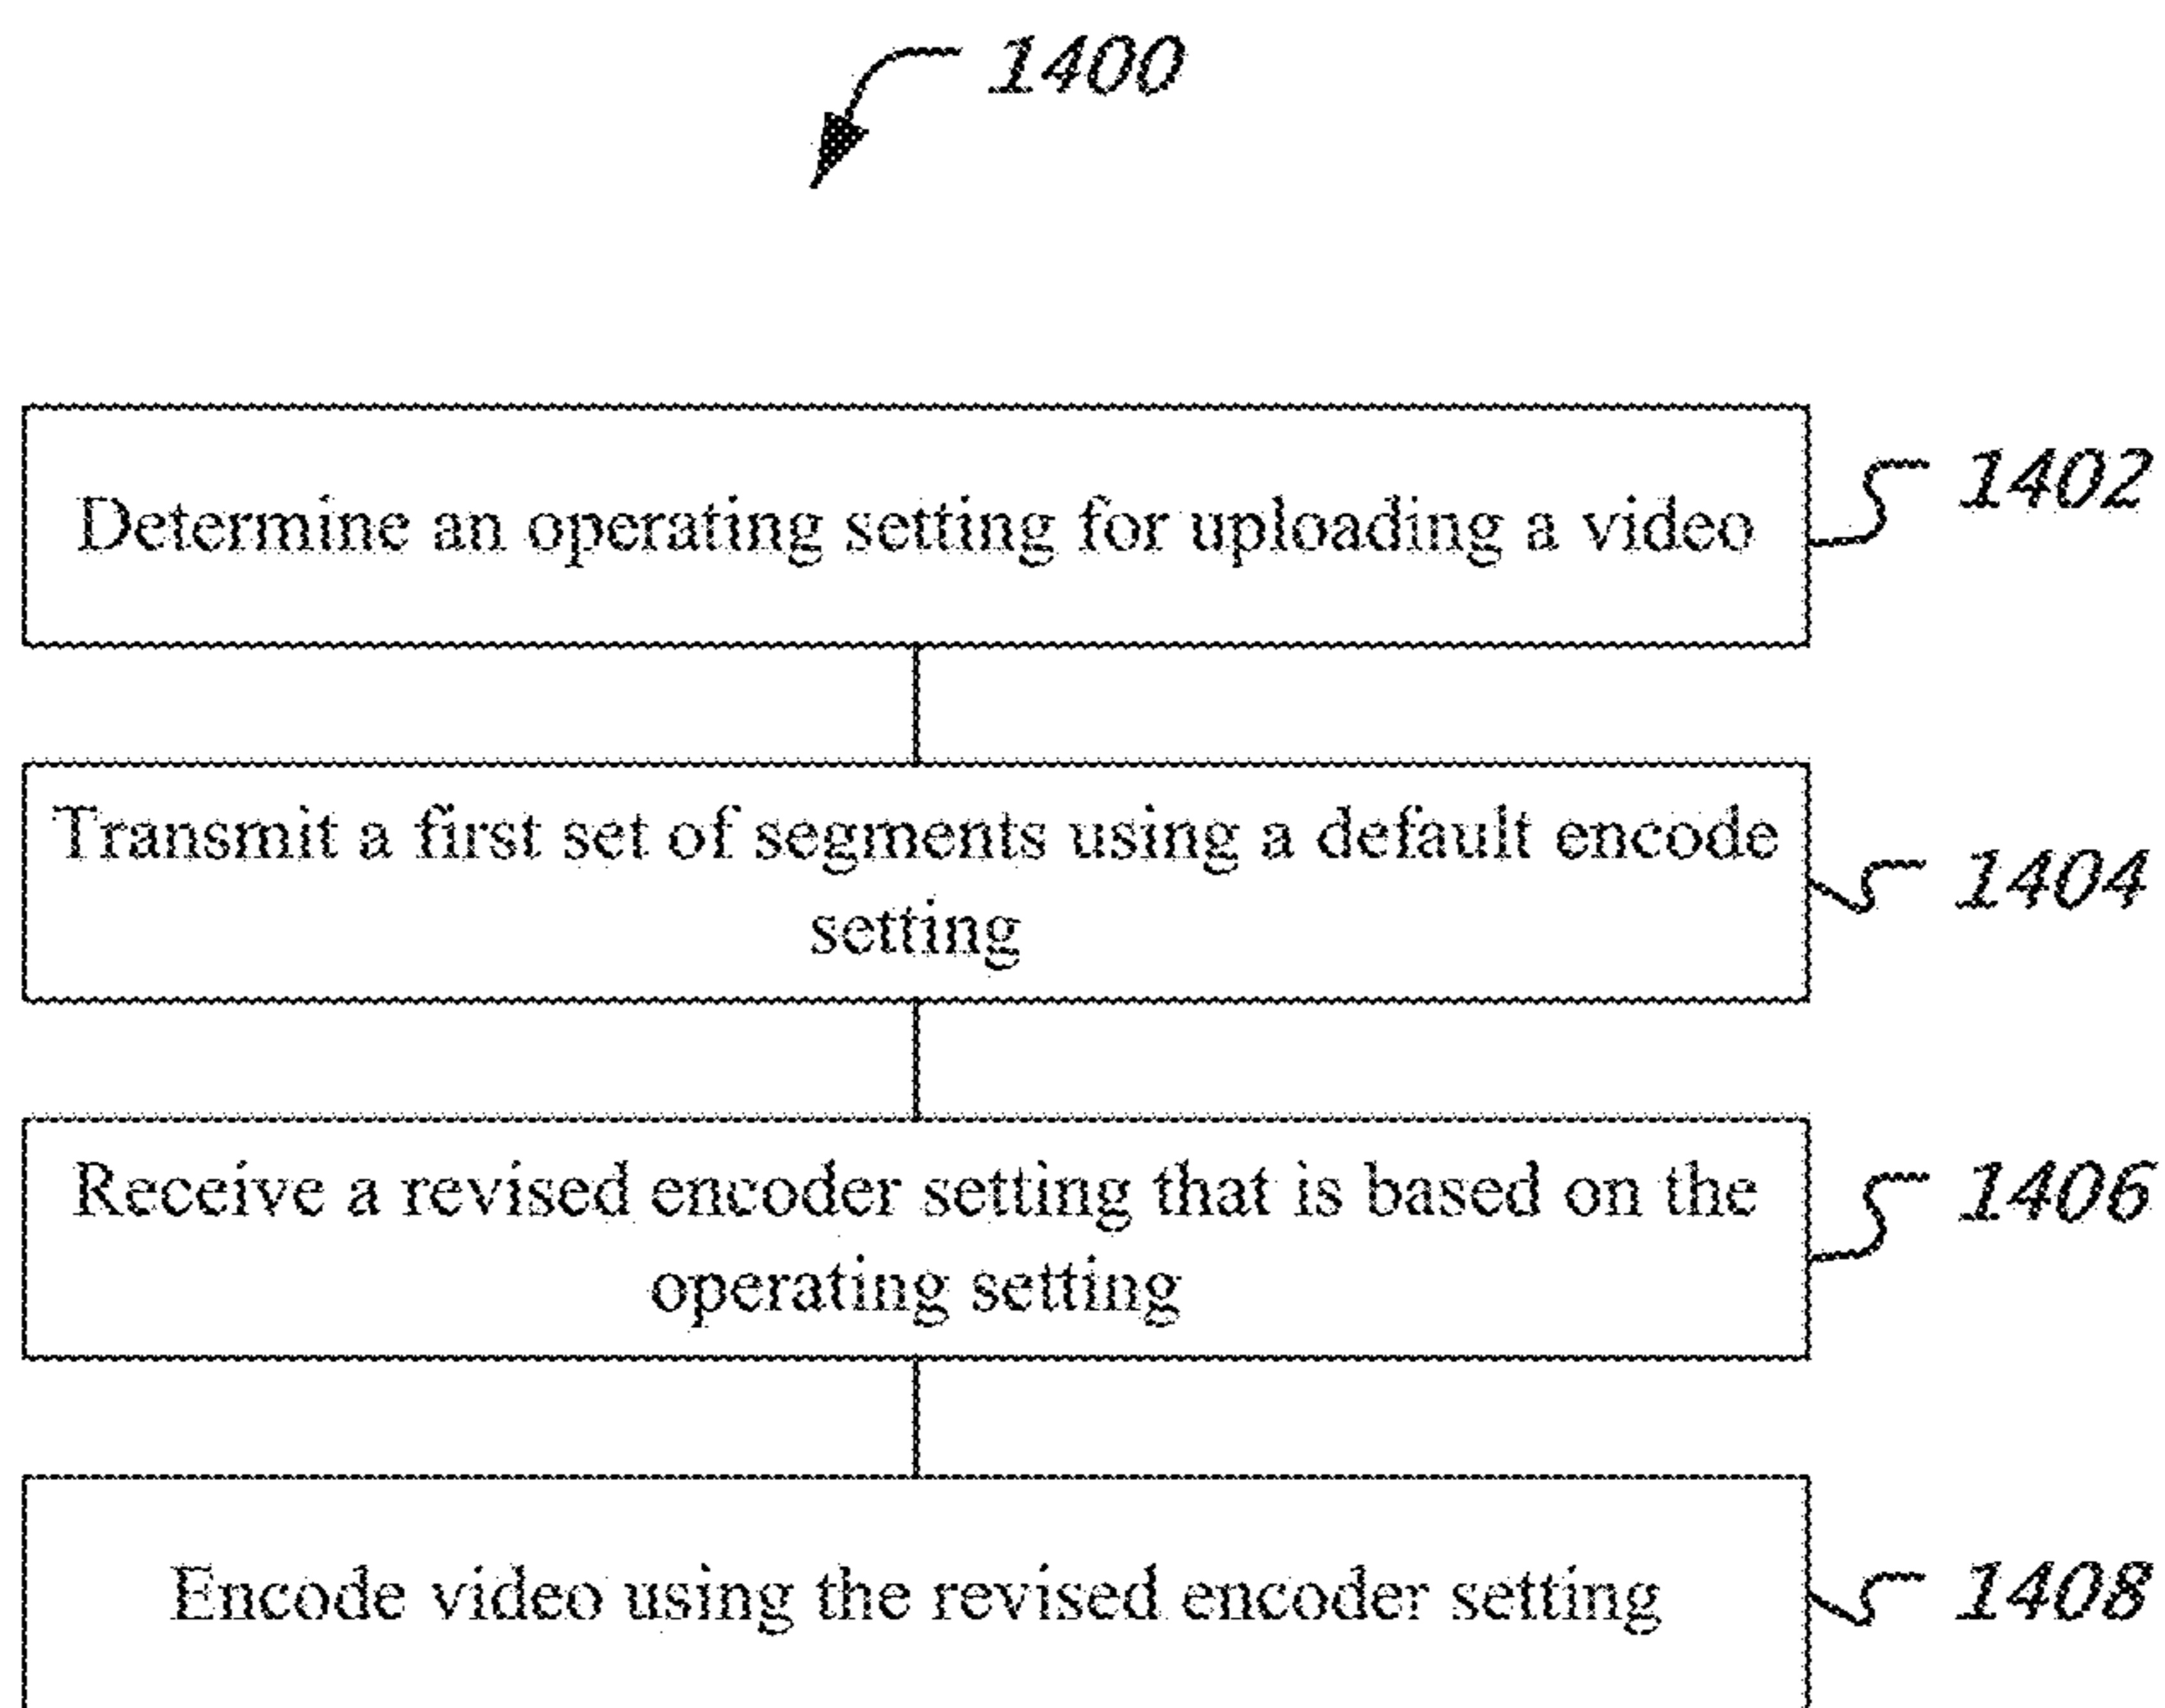 1400
Determine an operating setting for uploading a video
1402
Transmit a first set of segments using a default encode
setting
1404
Receive a revised encoder setting that is based on the
operating setting
1406
Encode video using the revised encoder setting
1408